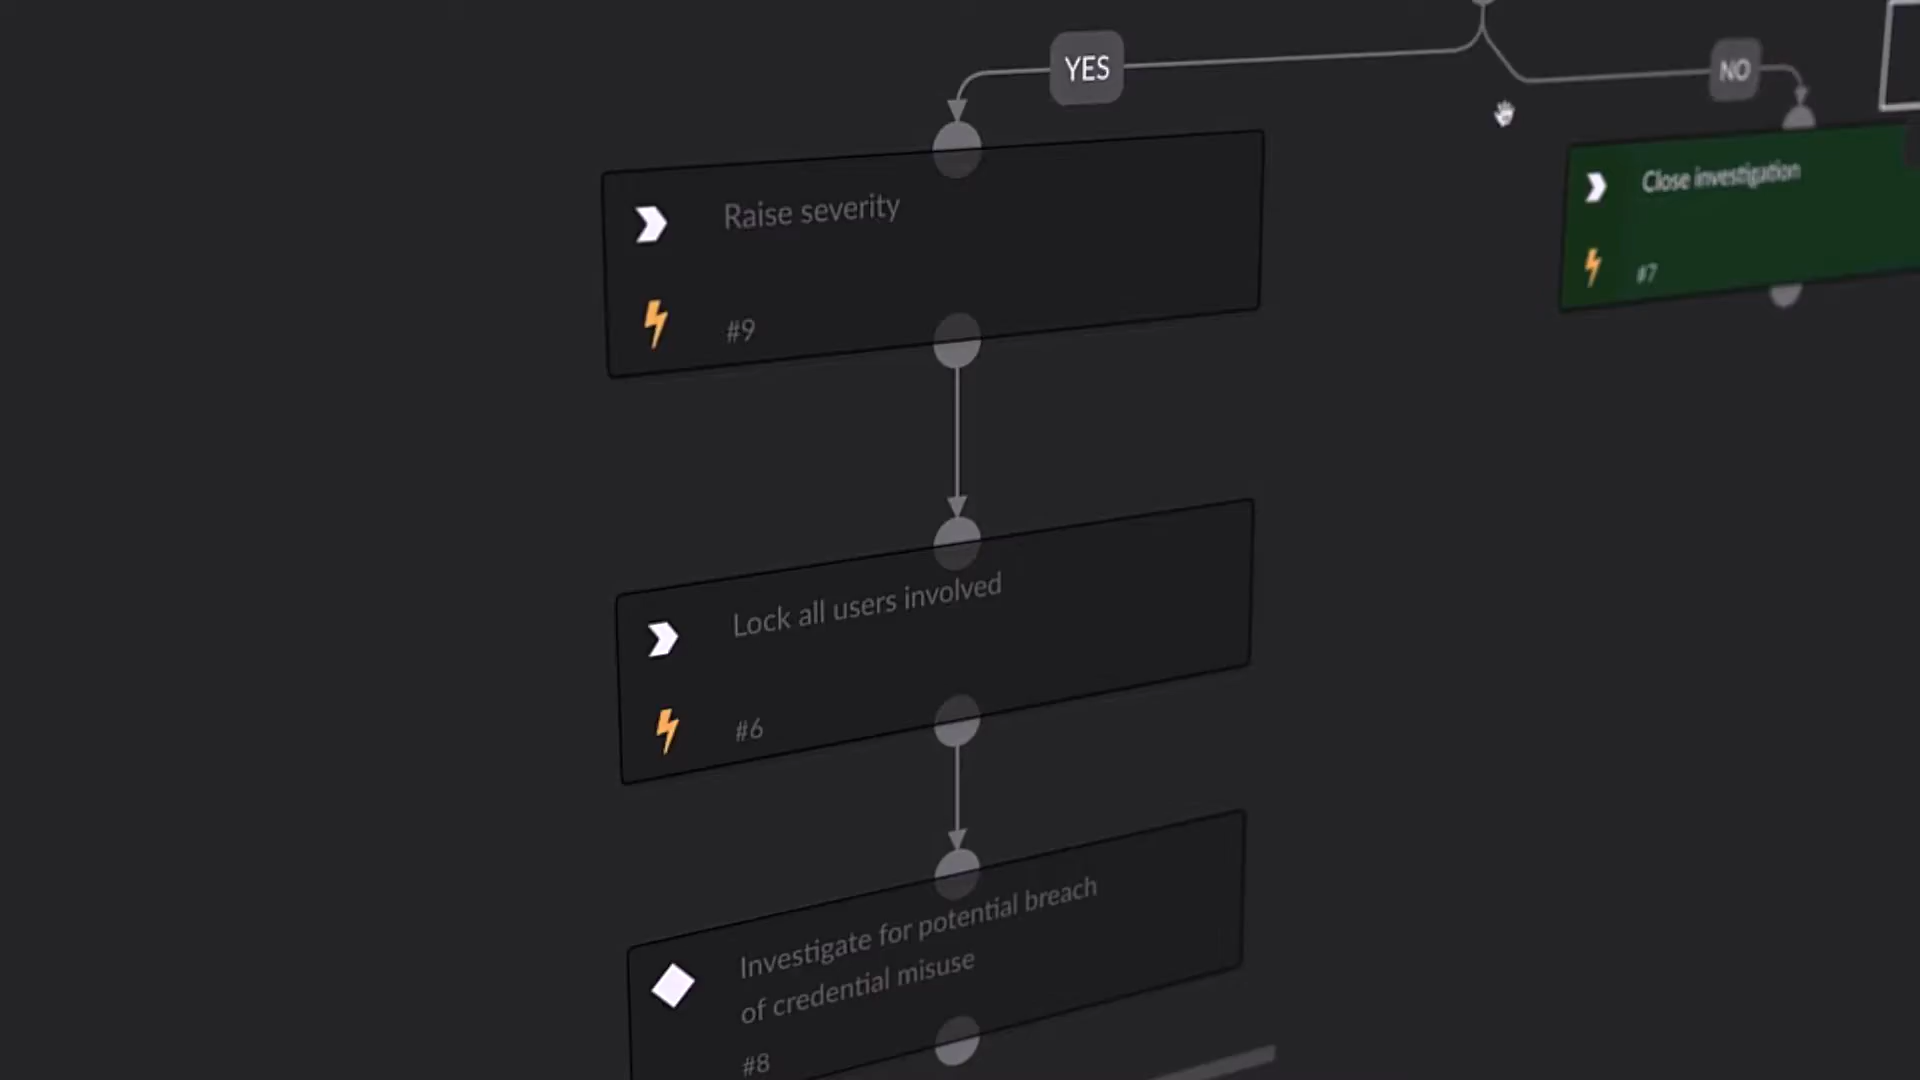 YES
NO
Raise severity
#9
Close investigation
#7
Lock all users involved
#6
Investigate for potential breach
of credential misuse
#8